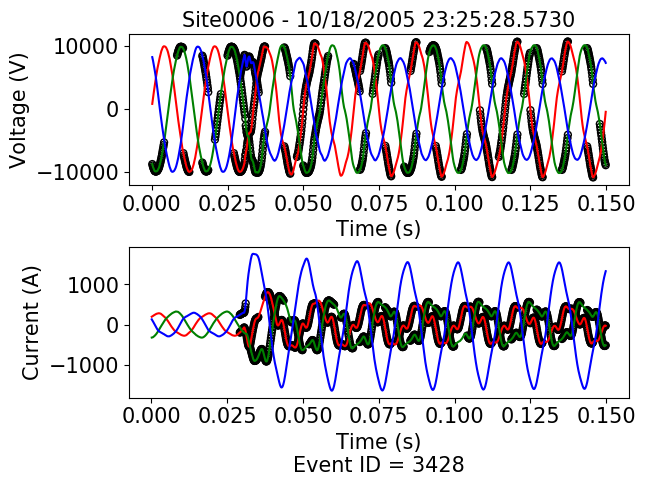 Site0006 - 10/18/2005 23:25:28.5730
Voltage (V)
10000
0
−10000
0.000 0.025 0.050 0.075 0.100 0.125 0.150
Time (s)
Current (A)
1000
0
−1000
0.000 0.025 0.050 0.075 0.100 0.125 0.150
Time (s)
Event ID = 3428